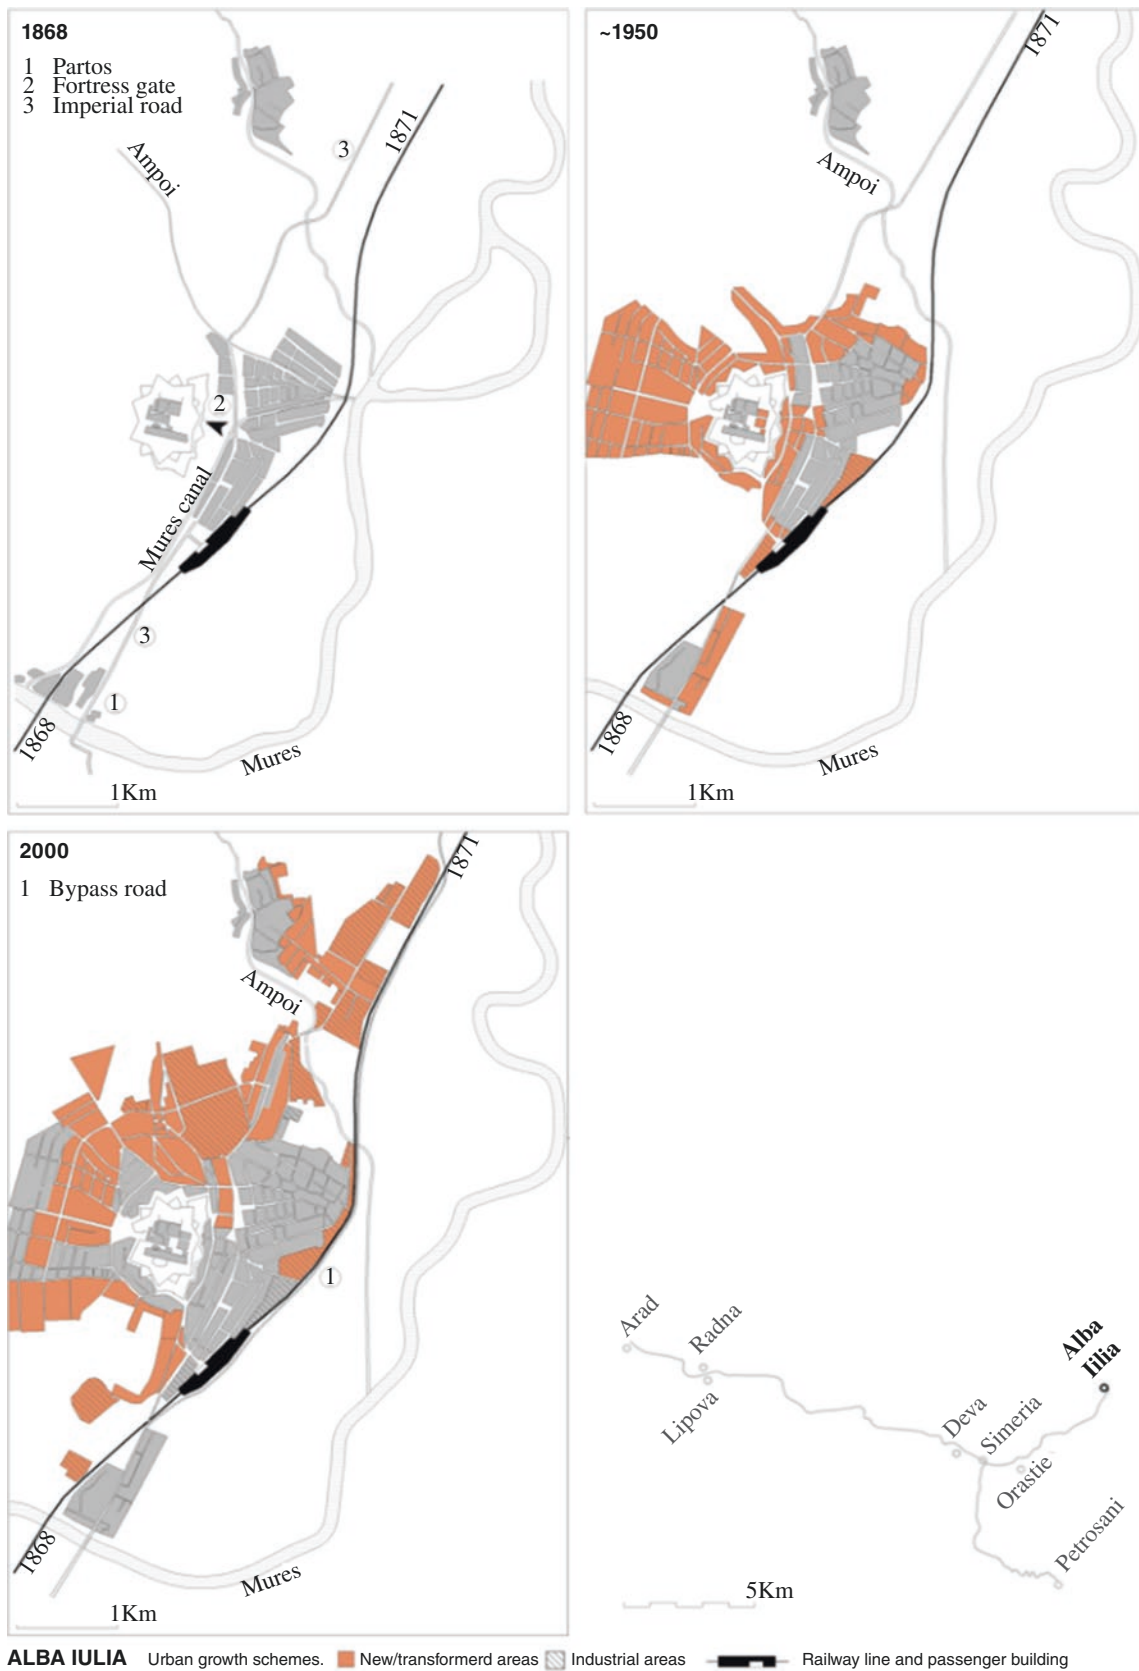 1868
1 Partos
2 Fortress gate
3 Imperial road
Ampoi
3
1871
2
Mures canal
3
1
1868
Mures
1Km
~1950
1871
Ampoi
1868
Mures
1Km
2000
1 Bypass road
1871
Ampoi
1
1868
Mures
1Km
Arad
Radna
Lipova
Deva
Simeria
Orastie
Alba
Iilia
Petrosani
5Km
ALBA IULIA Urban growth schemes. New/transformerd areas Industrial areas Railway line and passenger building